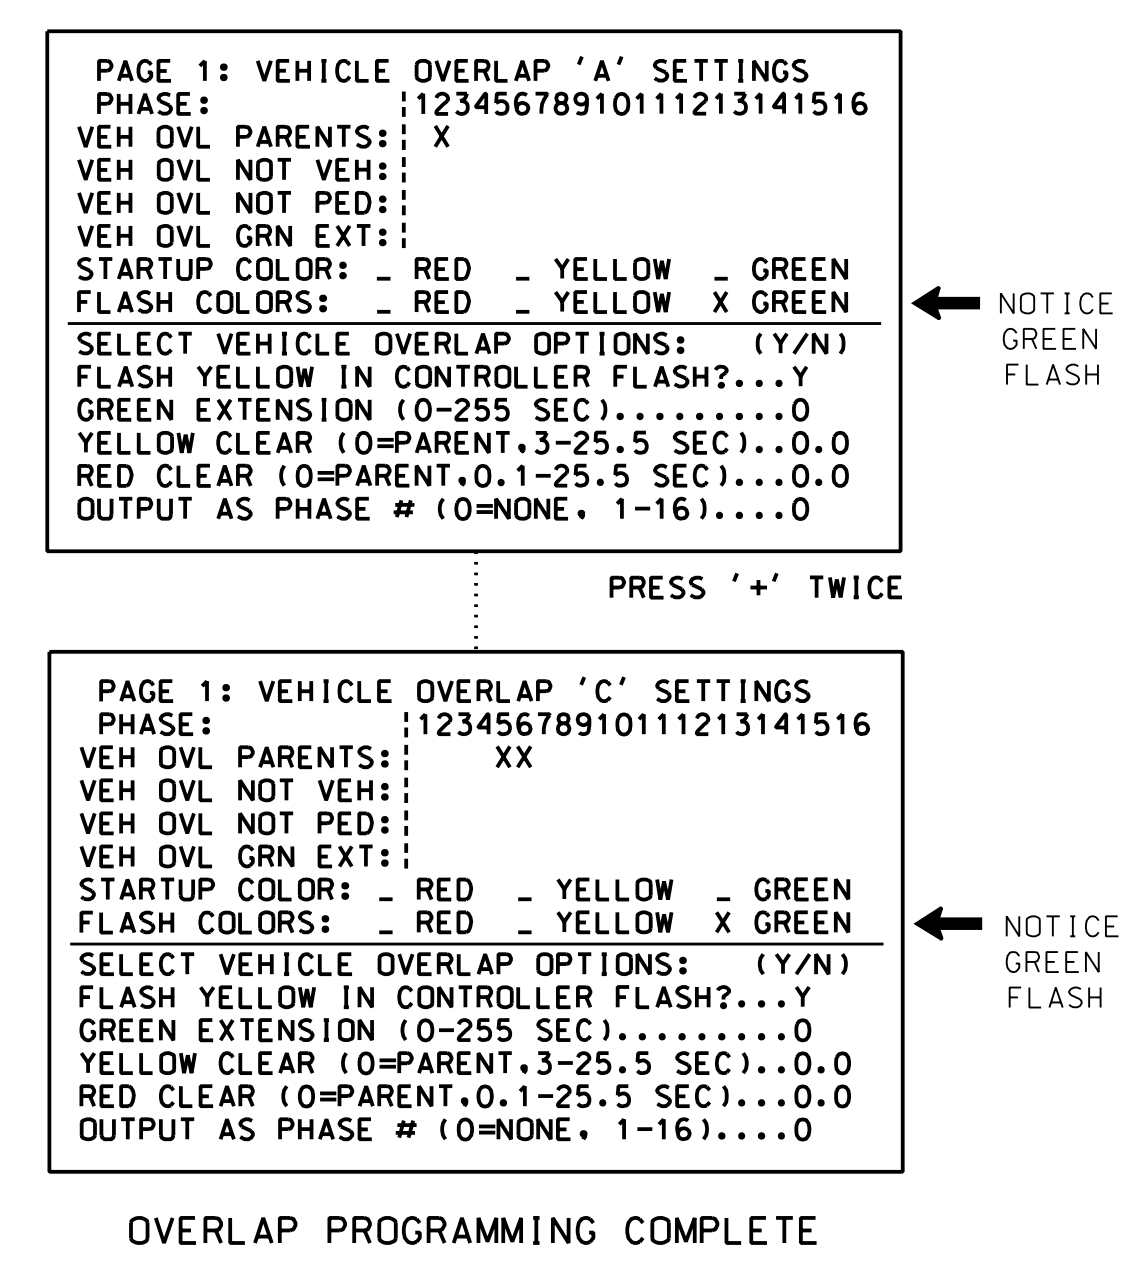 PAGE 1: VEHICLE OVERLAP 'A' SETTINGS
PHASE: ¦12345678910111213141516
VEH OVL PARENTS:¦ X
VEH OVL NOT VEH:¦
VEH OVL NOT PED:¦
VEH OVL GRN EXT:¦
STARTUP COLOR: _ RED _ YELLOW _ GREEN
FLASH COLORS: _ RED _ YELLOW X GREEN
NOTICE
GREEN
FLASH
SELECT VEHICLE OVERLAP OPTIONS: (Y/N)
FLASH YELLOW IN CONTROLLER FLASH?...Y
GREEN EXTENSION (0-255 SEC).........0
YELLOW CLEAR (0=PARENT,3-25.5 SEC)..0.0
RED CLEAR (0=PARENT,0.1-25.5 SEC)...0.0
OUTPUT AS PHASE # (0=NONE, 1-16)....0
PRESS '+' TWICE
PAGE 1: VEHICLE OVERLAP 'C' SETTINGS
PHASE: ¦12345678910111213141516
VEH OVL PARENTS:¦ XX
VEH OVL NOT VEH:¦
VEH OVL NOT PED:¦
VEH OVL GRN EXT:¦
STARTUP COLOR: _ RED _ YELLOW _ GREEN
FLASH COLORS: _ RED _ YELLOW X GREEN
NOTICE
GREEN
FLASH
SELECT VEHICLE OVERLAP OPTIONS: (Y/N)
FLASH YELLOW IN CONTROLLER FLASH?...Y
GREEN EXTENSION (0-255 SEC).........0
YELLOW CLEAR (0=PARENT,3-25.5 SEC)..0.0
RED CLEAR (0=PARENT,0.1-25.5 SEC)...0.0
OUTPUT AS PHASE # (0=NONE, 1-16)....0
OVERLAP PROGRAMMING COMPLETE